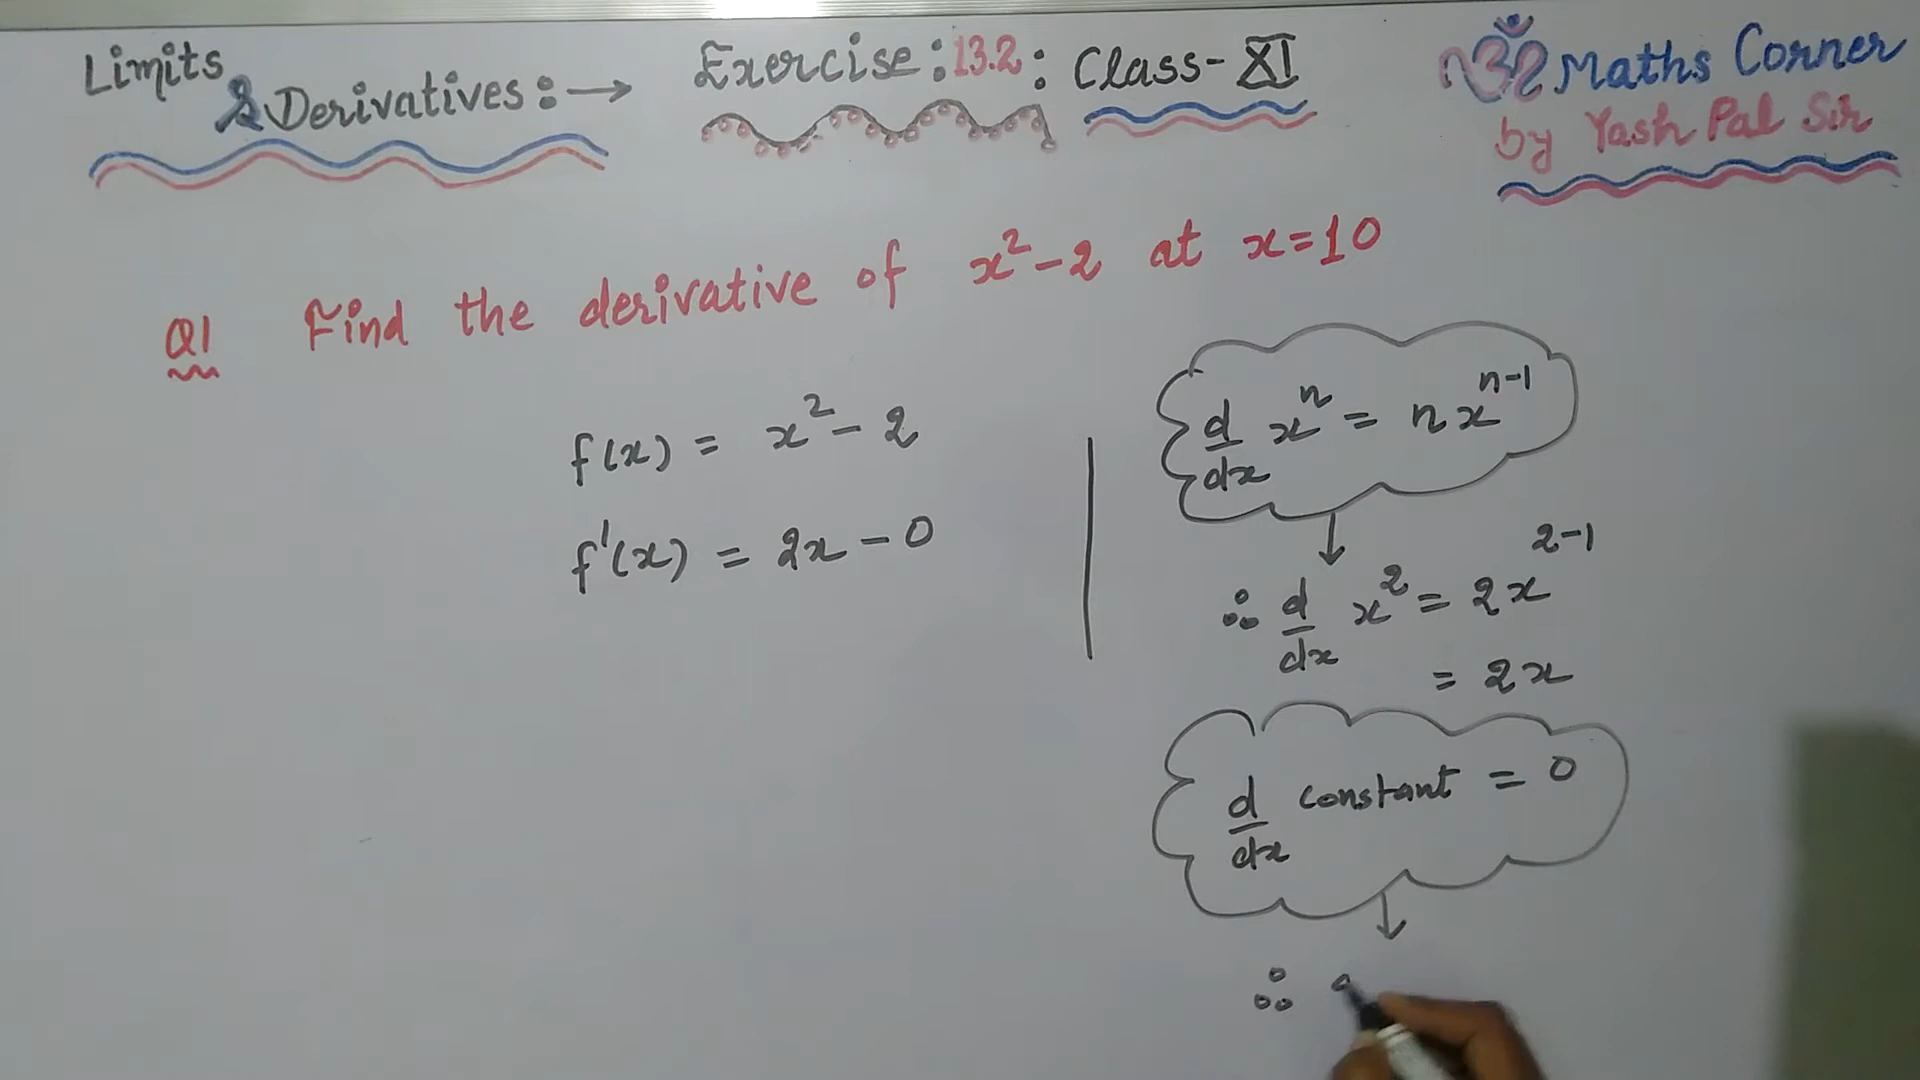 Limits & Derivatives :→
Exercise : 13.2 : Class- XI
ॐ Maths Corner
by Yash Pal Sir
Q1 Find the derivative of x²-2 at x=10
f(x) = x² - 2
f'(x) = 2x - 0
d/dx xⁿ = n xⁿ⁻¹
∴ d/dx x² = 2x²⁻¹
= 2x
d/dx constant = 0
∴